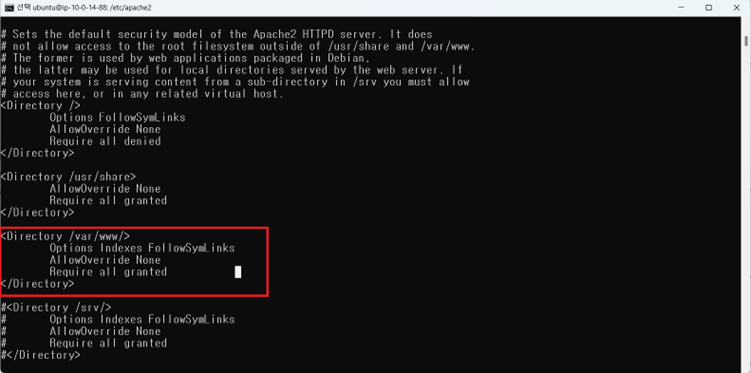 선택 ubuntu@ip-10-0-14-88: /etc/apache2
# Sets the default security model of the Apache2 HTTPD server. It does
# not allow access to the root filesystem outside of /usr/share and /var/www.
# The former is used by web applications packaged in Debian,
# the latter may be used for local directories served by the web server. If
# your system is serving content from a sub-directory in /srv you must allow
# access here, or in any related virtual host.
<Directory />
        Options FollowSymLinks
        AllowOverride None
        Require all denied
</Directory>

<Directory /usr/share>
        AllowOverride None
        Require all granted
</Directory>

<Directory /var/www/>
        Options Indexes FollowSymLinks
        AllowOverride None
        Require all granted
</Directory>

#<Directory /srv/>
#       Options Indexes FollowSymLinks
#       AllowOverride None
#       Require all granted
#</Directory>